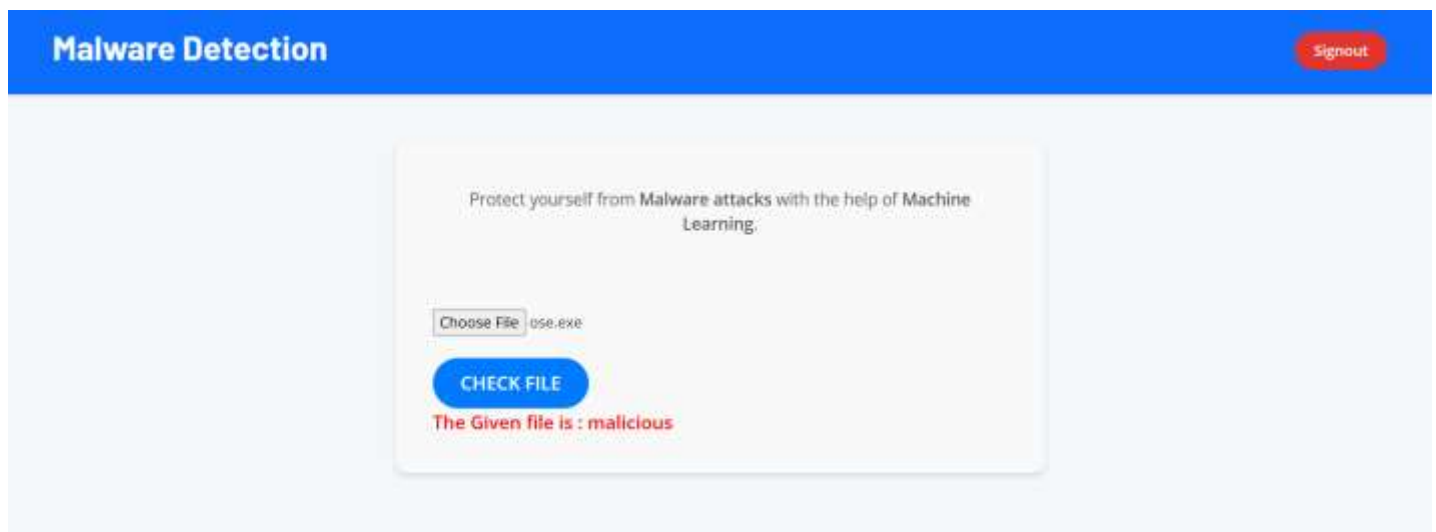 Malware Detection
Signout
Protect yourself from Malware attacks with the help of Machine
Learning.
Choose File ose.exe
CHECK FILE
The Given file is : malicious